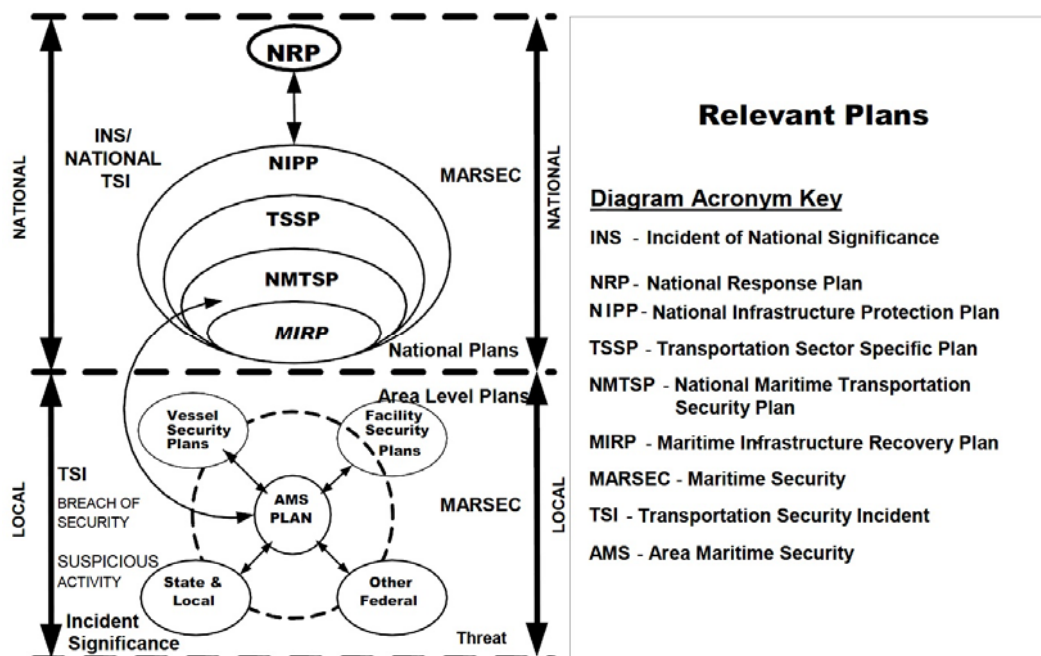 NRP
INS/
NATIONAL
TSI
NATIONAL
NIPP
MARSEC
NATIONAL
TSSP
NMTSP
MIRP
National Plans
Area Level Plans
Vessel
Security
Plans
Facility
Security
Plans
TSI
BREACH OF
SECURITY
LOCAL
AMS
PLAN
MARSEC
LOCAL
SUSPICIOUS
ACTIVITY
State &
Local
Other
Federal
Incident
Significance
Threat
Relevant Plans
Diagram Acronym Key
INS - Incident of National Significance
NRP - National Response Plan
NIPP - National Infrastructure Protection Plan
TSSP - Transportation Sector Specific Plan
NMTSP - National Maritime Transportation
Security Plan
MIRP - Maritime Infrastructure Recovery Plan
MARSEC - Maritime Security
TSI - Transportation Security Incident
AMS - Area Maritime Security